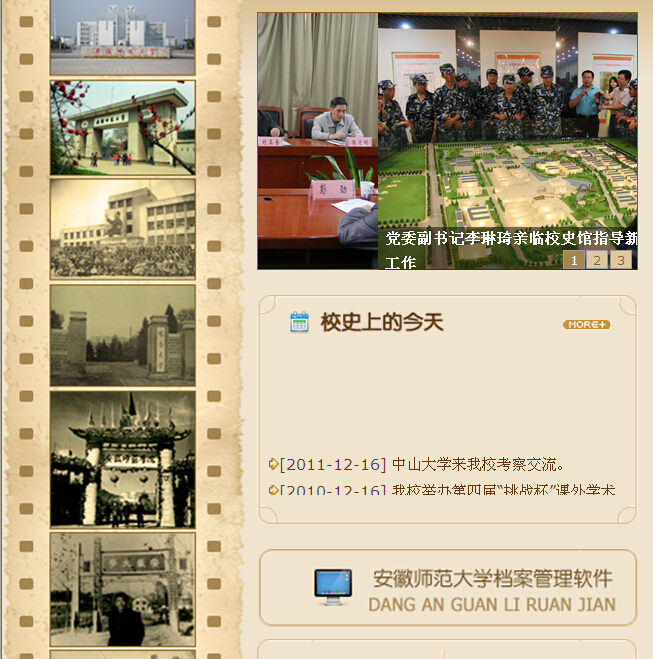 彭勃
党委副书记李琳琦亲临校史馆指导新
工作
1 2 3
校史上的今天
MORE+
[2011-12-16] 中山大学来我校考察交流。
[2010-12-16] 我校举办第四届“挑战杯”课外学术
安徽师范大学档案管理软件
DANG AN GUAN LI RUAN JIAN